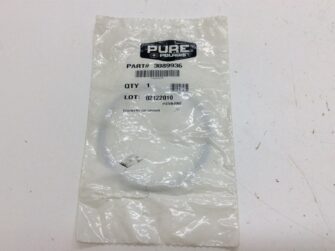 PURE
POLARIS
PART# 3089936
QTY 1
LOT: 02122010